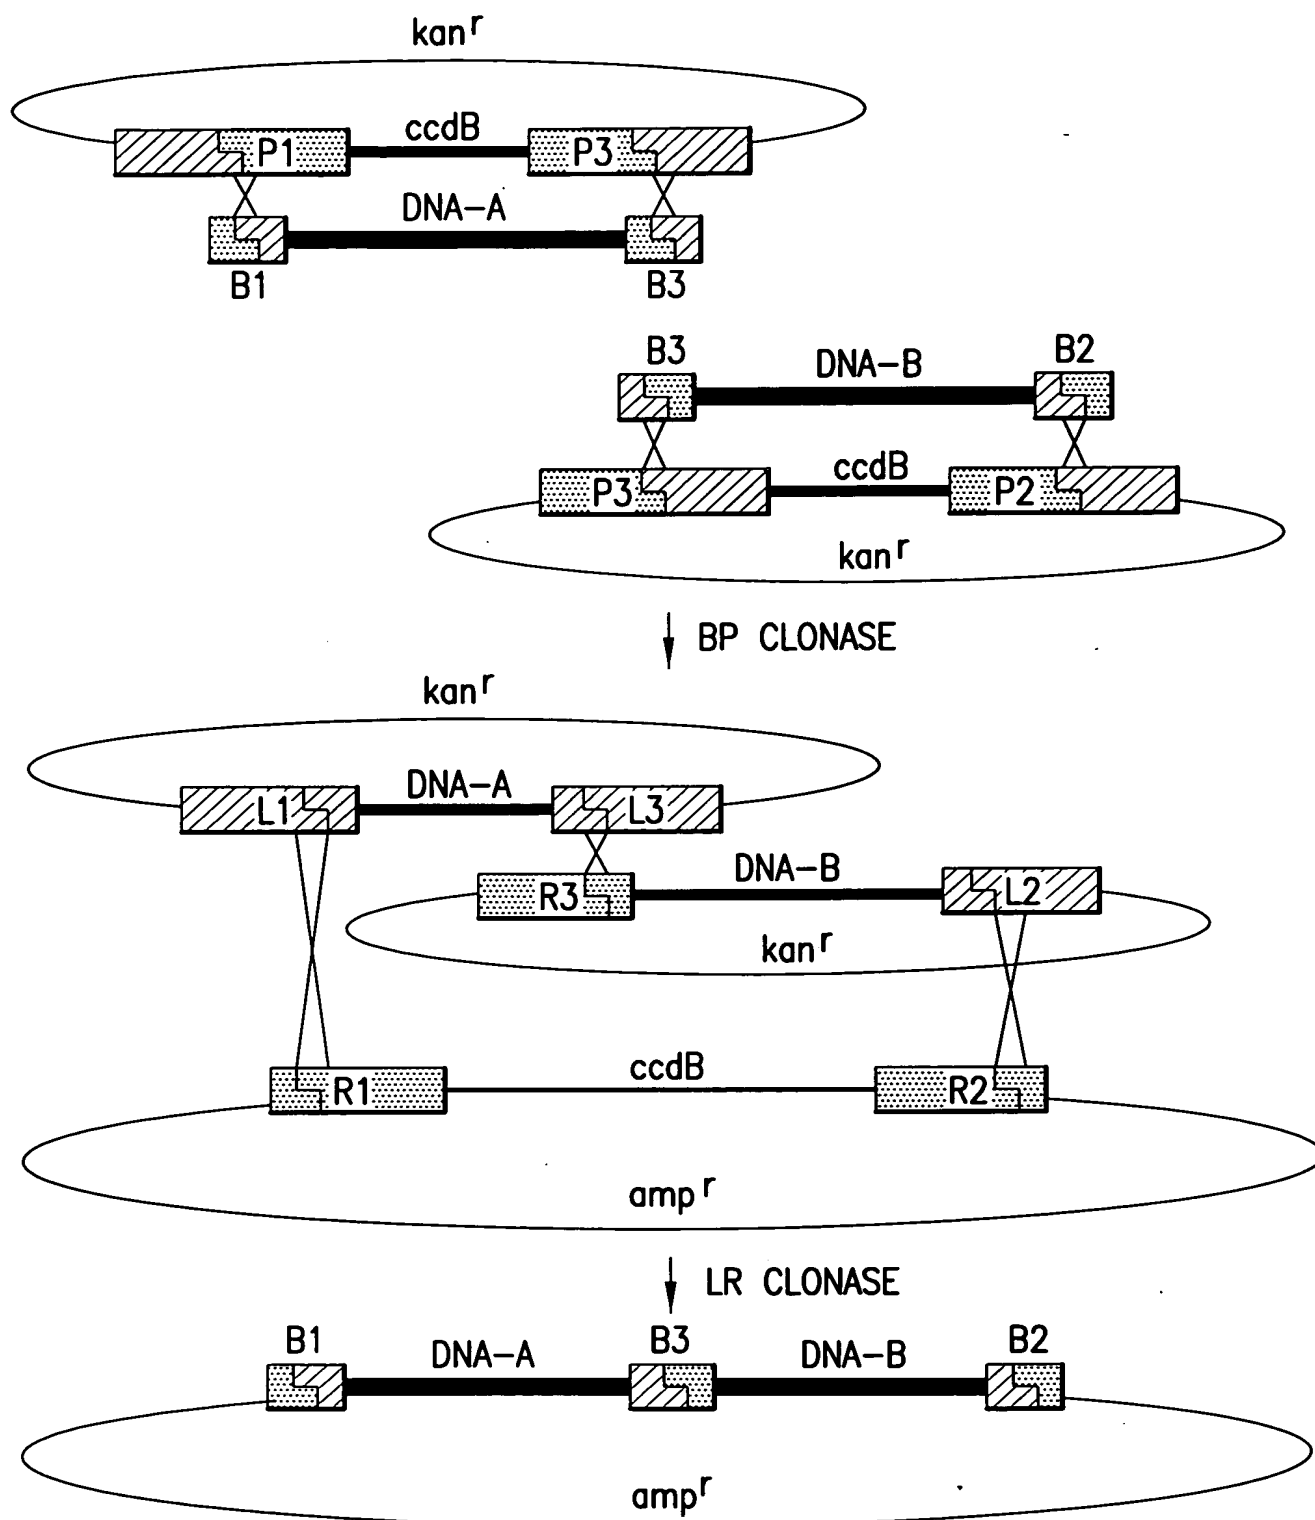 kanʳ
ccdB
P1
P3
DNA-A
B1
B3
B3
DNA-B
B2
ccdB
P3
P2
kanʳ
BP CLONASE
kanʳ
DNA-A
L1
L3
DNA-B
R3
L2
kanʳ
ccdB
R1
R2
ampʳ
LR CLONASE
B1
DNA-A
B3
DNA-B
B2
ampʳ